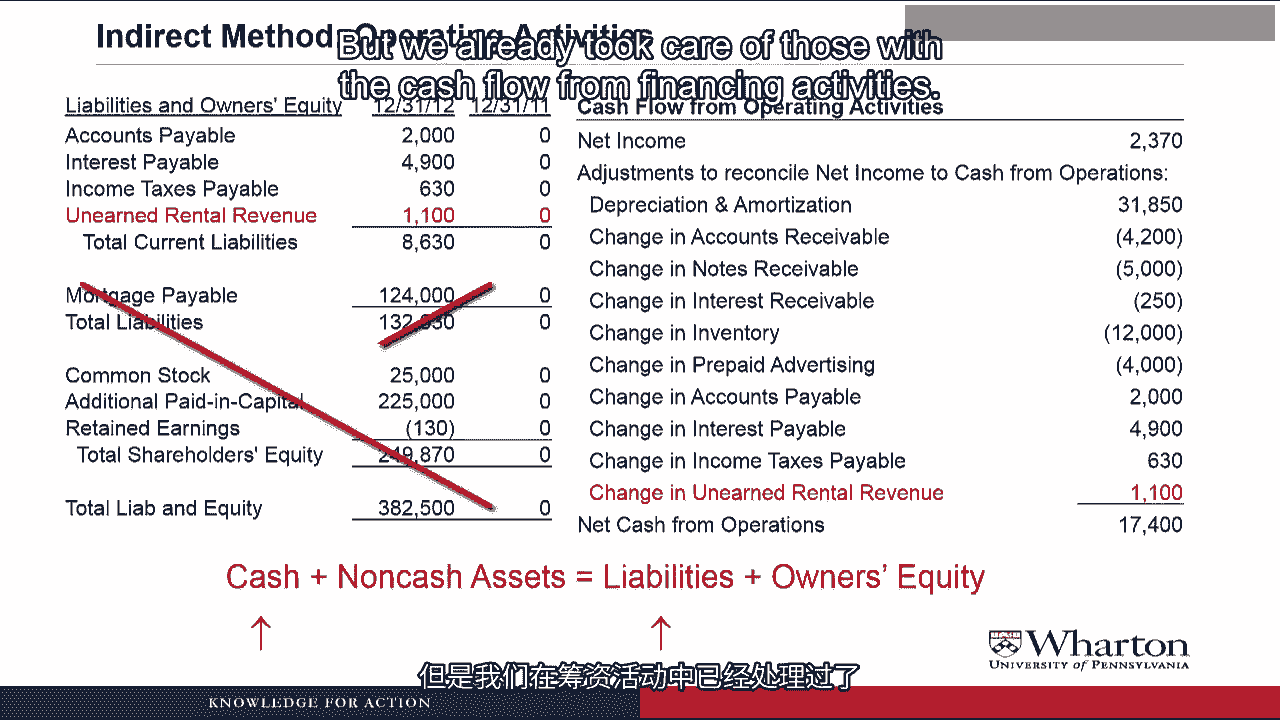 Indirect Method: Operating Activities
But we already took care of those with
the cash flow from financing activities.
Liabilities and Owners' Equity 12/31/12 12/31/11
Accounts Payable 2,000 0
Interest Payable 4,900 0
Income Taxes Payable 630 0
Unearned Rental Revenue 1,100 0
Total Current Liabilities 8,630 0
Mortgage Payable 124,000 0
Total Liabilities 132,630 0
Common Stock 25,000 0
Additional Paid-in-Capital 225,000 0
Retained Earnings (130) 0
Total Shareholders' Equity 249,870 0
Total Liab and Equity 382,500 0
Cash Flow from Operating Activities
Net Income 2,370
Adjustments to reconcile Net Income to Cash from Operations:
Depreciation & Amortization 31,850
Change in Accounts Receivable (4,200)
Change in Notes Receivable (5,000)
Change in Interest Receivable (250)
Change in Inventory (12,000)
Change in Prepaid Advertising (4,000)
Change in Accounts Payable 2,000
Change in Interest Payable 4,900
Change in Income Taxes Payable 630
Change in Unearned Rental Revenue 1,100
Net Cash from Operations 17,400
Cash + Noncash Assets = Liabilities + Owners' Equity
↑ ↑
Wharton
UNIVERSITY of PENNSYLVANIA
但是我们在筹资活动中已经处理过了
KNOWLEDGE FOR ACTION